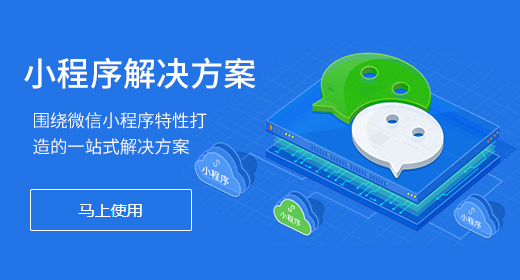 小程序解决方案
围绕微信小程序特性打
造的一站式解决方案
马上使用
小程序
小程序
小程序